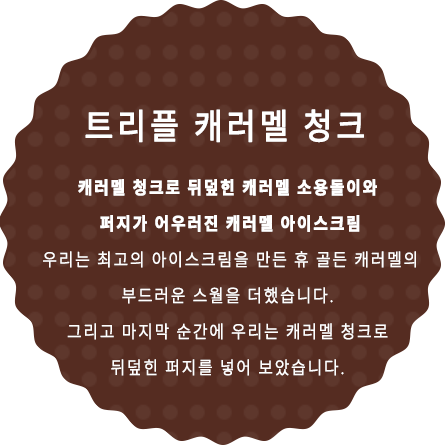 트리플 캐러멜 청크
캐러멜 청크로 뒤덮힌 캐러멜 소용돌이와
퍼지가 어우러진 캐러멜 아이스크림
우리는 최고의 아이스크림을 만든 휴 골든 캐러멜의
부드러운 스월을 더했습니다.
그리고 마지막 순간에 우리는 캐러멜 청크로
뒤덮힌 퍼지를 넣어 보았습니다.